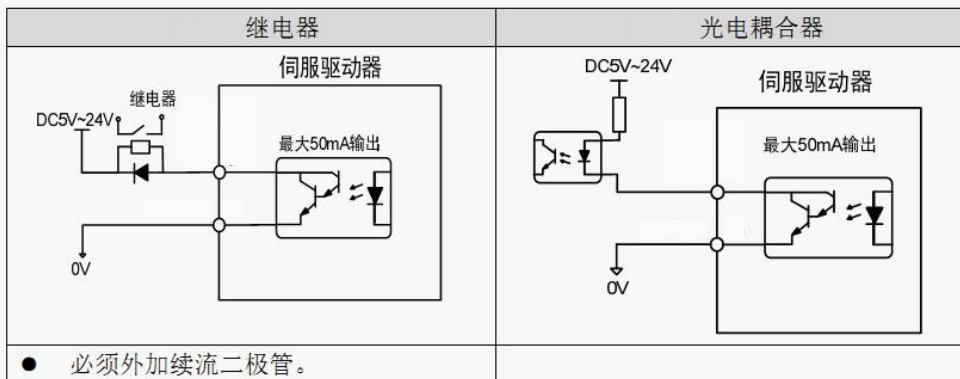 继电器
光电耦合器
伺服驱动器
继电器
DC5V~24V
最大50mA输出
0V
DC5V~24V
伺服驱动器
最大50mA输出
0V
● 必须外加续流二极管。